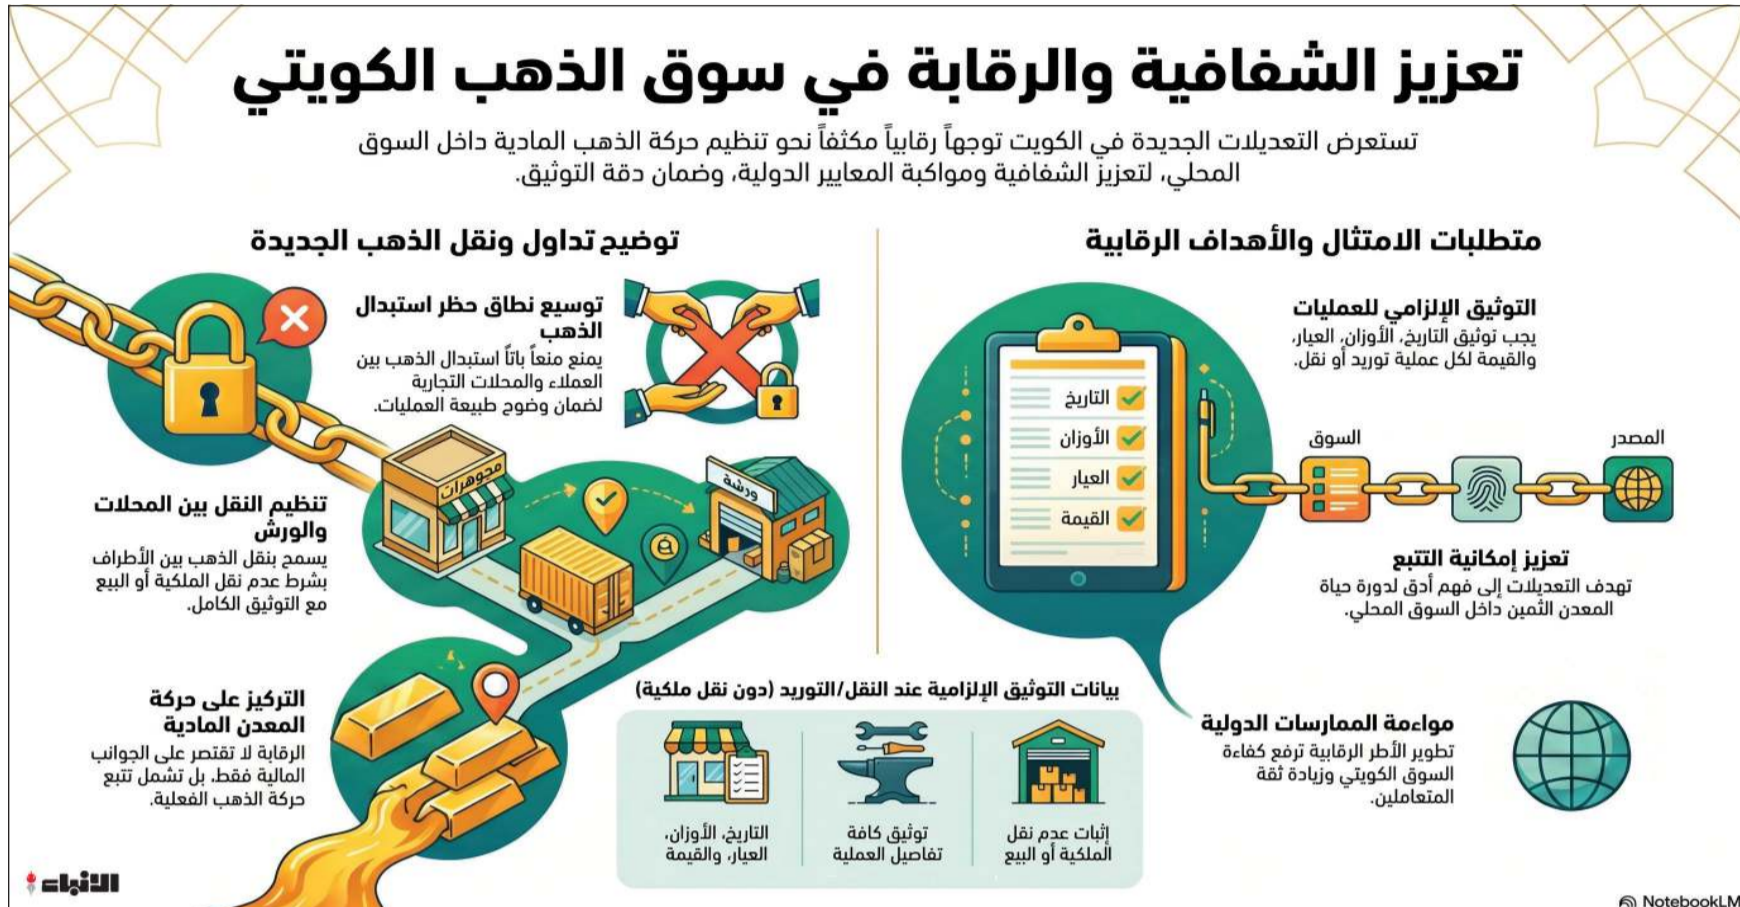 تعزيز الشفافية والرقابة في سوق الذهب الكويتي
تستعرض التعديلات الجديدة في الكويت توجهاً رقابياً مكثفاً نحو تنظيم حركة الذهب المادية داخل السوق
المحلي، لتعزيز الشفافية ومواكبة المعايير الدولية، وضمان دقة التوثيق.
متطلبات الامتثال والأهداف الرقابية
التوثيق الإلزامي للعمليات
يجب توثيق التاريخ، الأوزان، العيار،
والقيمة لكل عملية توريد أو نقل.
التاريخ
الأوزان
العيار
القيمة
المصدر
السوق
تعزيز إمكانية التتبع
تهدف التعديلات إلى فهم أدق لدورة حياة
المعدن الثمين داخل السوق المحلي.
مواءمة الممارسات الدولية
تطوير الأطر الرقابية ترفع كفاءة
السوق الكويتي وزيادة ثقة
المتعاملين.
توضيح تداول ونقل الذهب الجديدة
توسيع نطاق حظر استبدال
الذهب
يمنع منعاً باتاً استبدال الذهب بين
العملاء والمحلات التجارية
لضمان وضوح طبيعة العمليات.
مجوهرات
ورشة
تنظيم النقل بين المحلات
والورش
يسمح بنقل الذهب بين الأطراف
بشرط عدم نقل الملكية أو البيع
مع التوثيق الكامل.
التركيز على حركة
المعدن المادية
الرقابة لا تقتصر على الجوانب
المالية فقط، بل تشمل تتبع
حركة الذهب الفعلية.
بيانات التوثيق الإلزامية عند النقل/التوريد (دون نقل ملكية)
إثبات عدم نقل
الملكية أو البيع
توثيق كافة
تفاصيل العملية
التاريخ، الأوزان،
العيار، والقيمة
الأنباء
NotebookLM